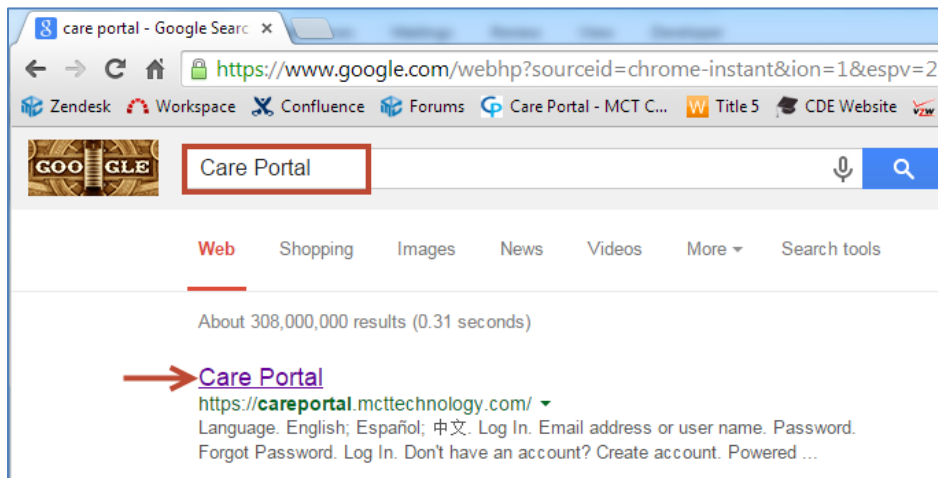 care portal - Google Searc
https://www.google.com/webhp?sourceid=chrome-instant&ion=1&espv=2
Zendesk Workspace Confluence Forums Care Portal - MCT C... Title 5 CDE Website vzw
GOOGLE Care Portal
Web Shopping Images News Videos More Search tools
About 308,000,000 results (0.31 seconds)
Care Portal
https://careportal.mcttechnology.com/
Language. English; Español; 中文. Log In. Email address or user name. Password.
Forgot Password. Log In. Don't have an account? Create account. Powered ...